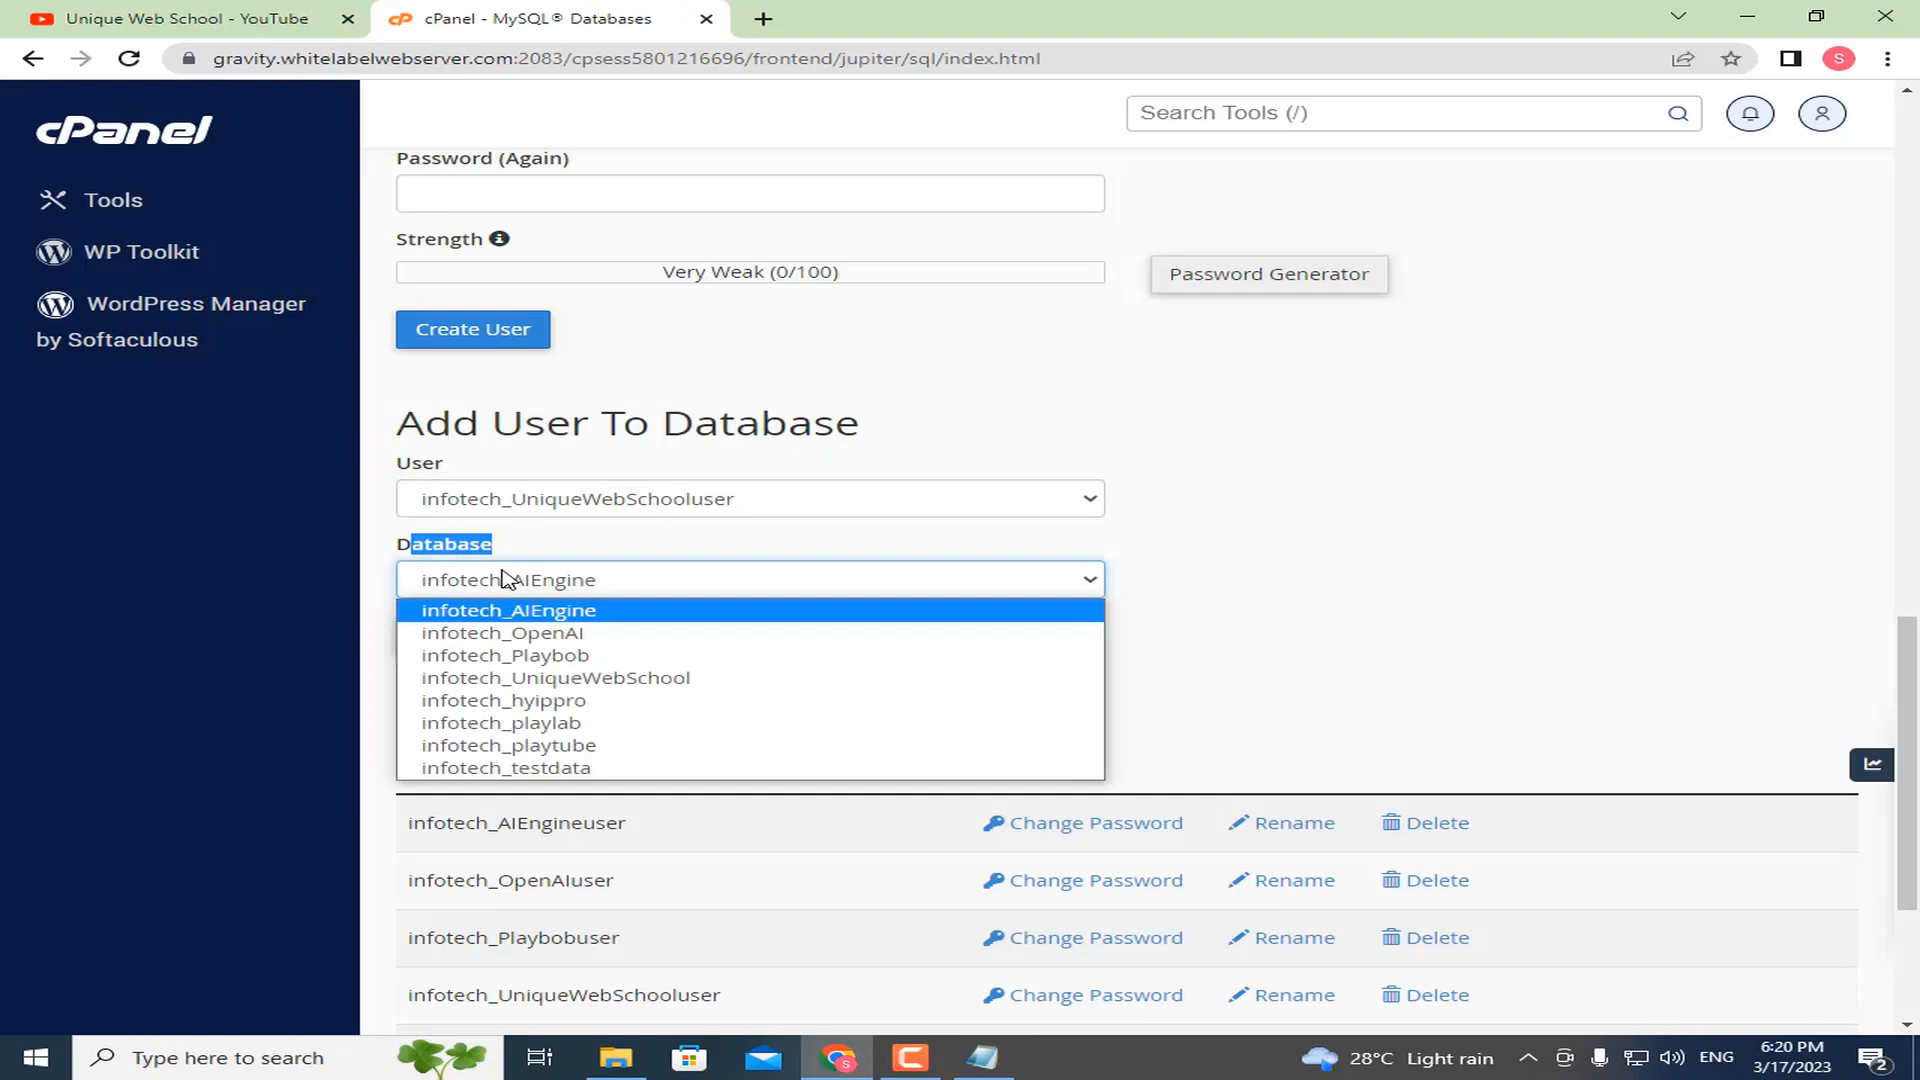 Unique Web School - YouTube
cPanel - MySQL® Databases
gravity.whitelabelwebserver.com:2083/cpsess5801216696/frontend/jupiter/sql/index.html
S
cPanel
Search Tools (/)
Tools
WP Toolkit
WordPress Manager
by Softaculous
Password (Again)
Strength
Very Weak (0/100)
Password Generator
Create User
Add User To Database
User
infotech_UniqueWebSchooluser
Database
infotech_AIEngine
infotech_AIEngine
infotech_OpenAI
infotech_Playbob
infotech_UniqueWebSchool
infotech_hyippro
infotech_playlab
infotech_playtube
infotech_testdata
infotech_AIEngineuser Change Password Rename Delete
infotech_OpenAIuser Change Password Rename Delete
infotech_Playbobuser Change Password Rename Delete
infotech_UniqueWebSchooluser Change Password Rename Delete
Type here to search
28°C Light rain
ENG
6:20 PM
3/17/2023
2